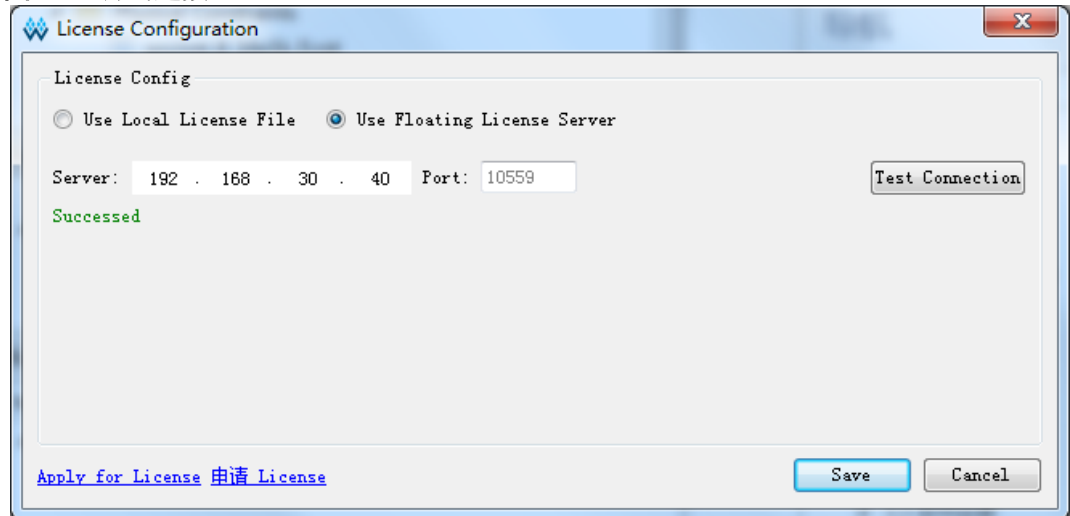 License Configuration
License Config
Use Local License File Use Floating License Server
Server: 192 . 168 . 30 . 40 Port: 10559 Test Connection
Successed
Apply for License 申请 License Save Cancel